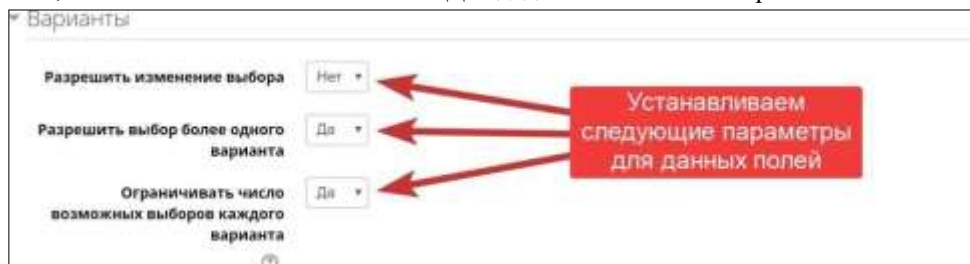 Варианты
Разрешить изменение выбора
Нет
Разрешить выбор более одного
варианта
Да
Ограничивать число
возможных выборов каждого
варианта
Да
Устанавливаем
следующие параметры
для данных полей